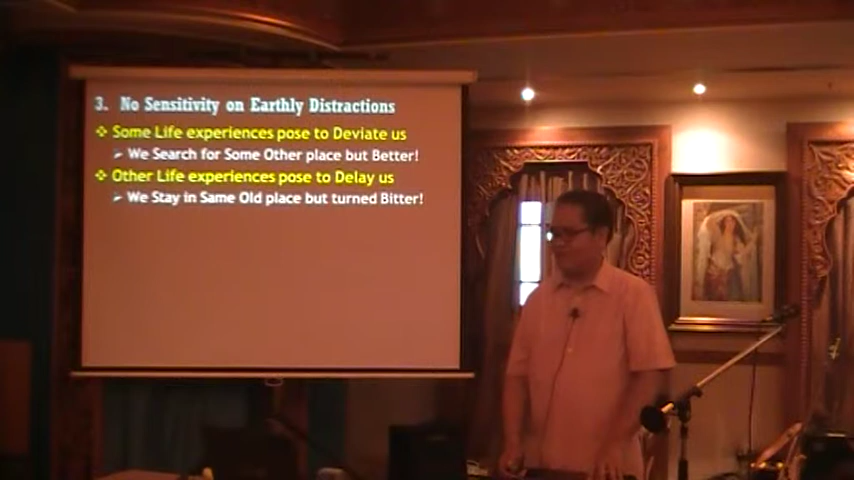 3. No Sensitivity on Earthly Distractions
Some Life experiences pose to Deviate us
We Search for Some Other place but Better!
Other Life experiences pose to Delay us
We Stay in Same Old place but turned Bitter!